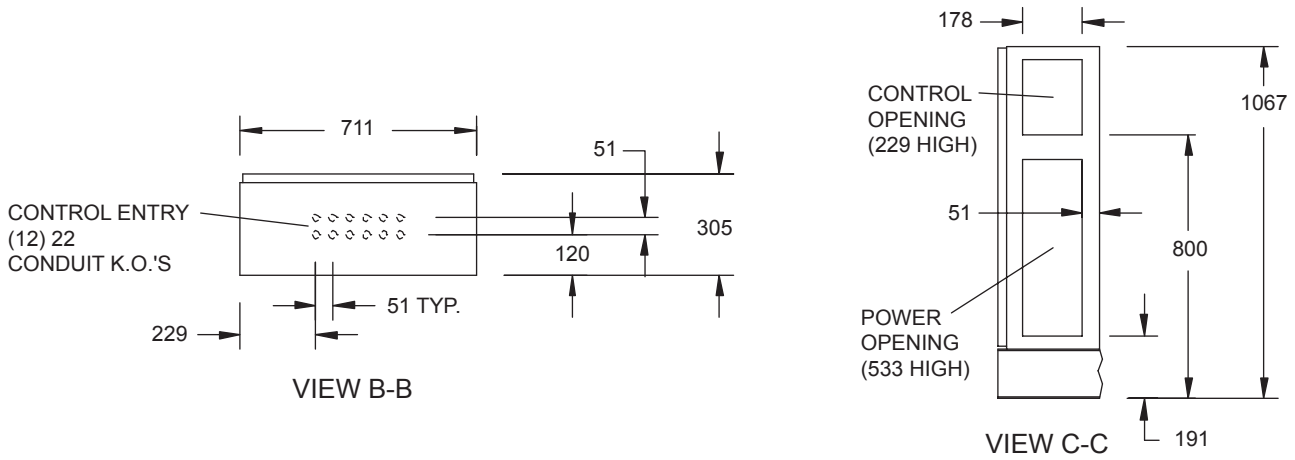 711
51
305
120
CONTROL ENTRY
(12) 22
CONDUIT K.O.'S
51 TYP.
229
VIEW B-B
178
CONTROL
OPENING
(229 HIGH)
1067
51
800
POWER
OPENING
(533 HIGH)
191
VIEW C-C